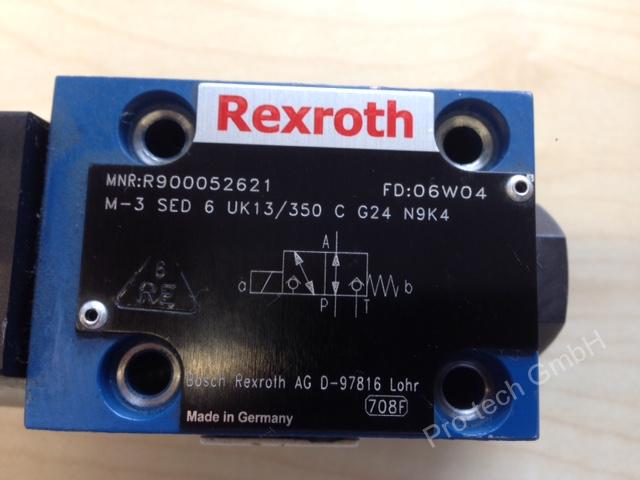 Rexroth
MNR:R900052621 FD:06W04
M-3 SED 6 UK13/350 C G24 N9K4
A
6
RE
a
b
P T
Bosch Rexroth AG D-97816 Lohr
708F
Made in Germany
Pro-tech GmbH